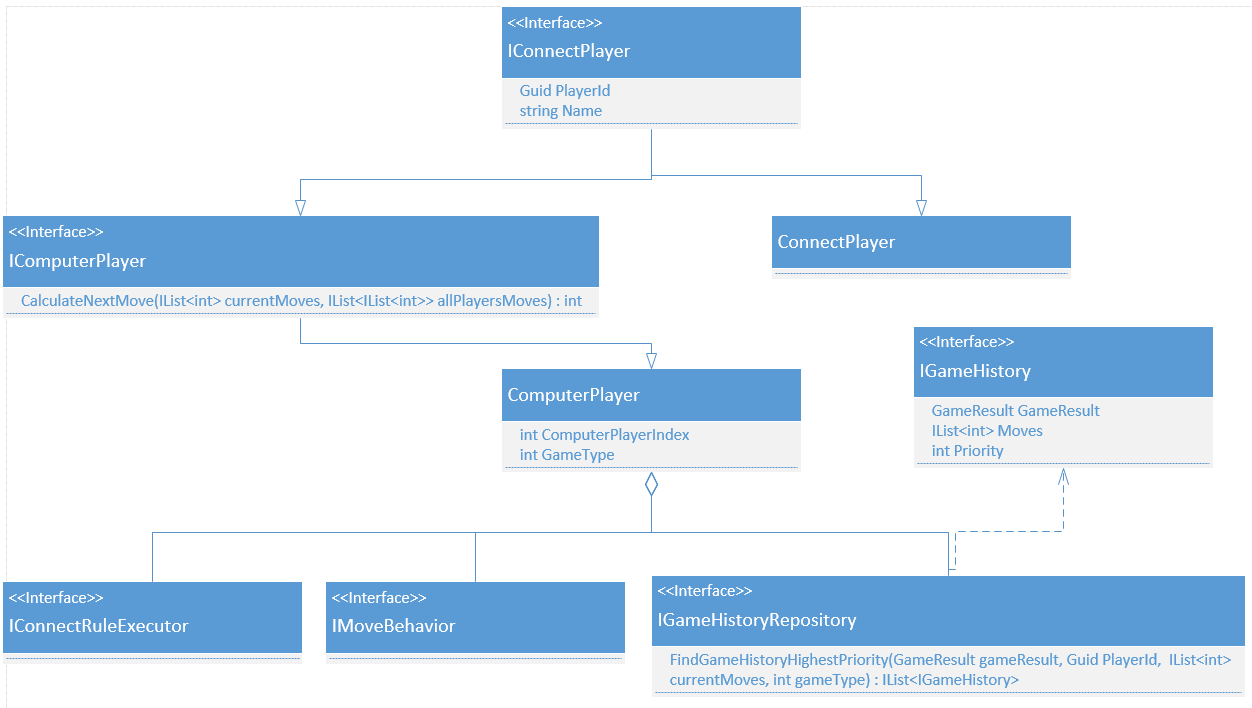 <<Interface>>
IConnectPlayer
Guid PlayerId
string Name
<<Interface>>
IComputerPlayer
CalculateNextMove(IList<int> currentMoves, IList<IList<int>> allPlayersMoves) : int
ConnectPlayer
<<Interface>>
IGameHistory
GameResult GameResult
IList<int> Moves
int Priority
ComputerPlayer
int ComputerPlayerIndex
int GameType
<<Interface>>
IConnectRuleExecutor
<<Interface>>
IMoveBehavior
<<Interface>>
IGameHistoryRepository
FindGameHistoryHighestPriority(GameResult gameResult, Guid PlayerId, IList<int>
currentMoves, int gameType) : IList<IGameHistory>